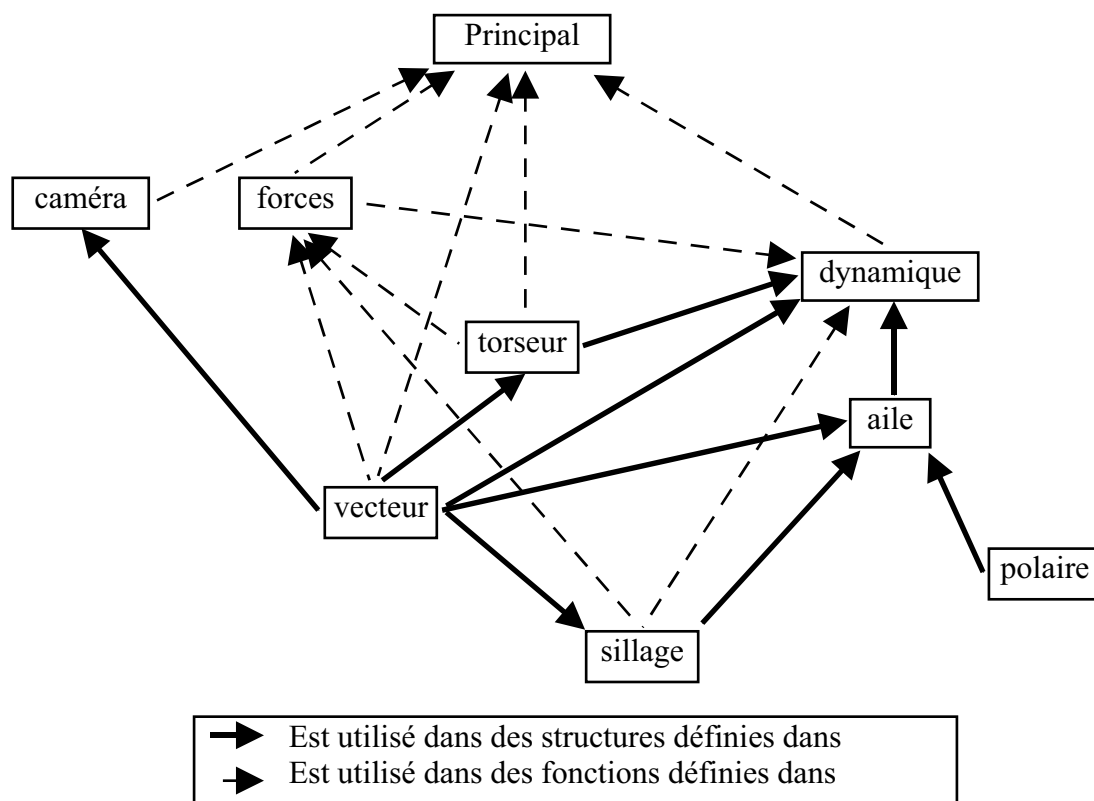 Principal
caméra
forces
dynamique
torseur
aile
vecteur
polaire
sillage
Est utilisé dans des structures définies dans
Est utilisé dans des fonctions définies dans